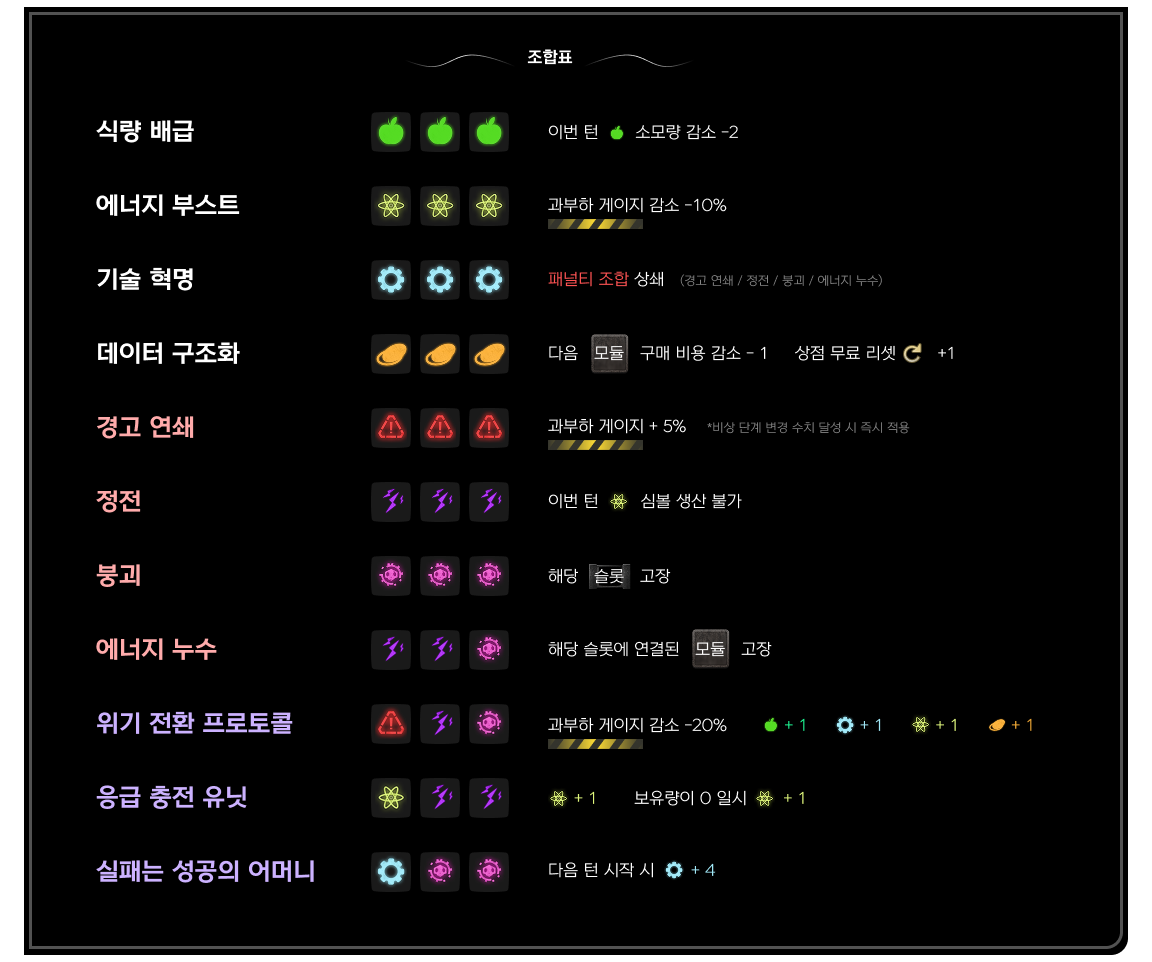 조합표
식량 배급 이번 턴 소모량 감소 -2
에너지 부스트 과부하 게이지 감소 -10%
기술 혁명 패널티 조합 상쇄 (경고 연쇄 / 정전 / 붕괴 / 에너지 누수)
데이터 구조화 다음 모듈 구매 비용 감소 - 1 상점 무료 리셋 +1
경고 연쇄 과부하 게이지 + 5% *비상 단계 변경 수치 달성 시 즉시 적용
정전 이번 턴 심볼 생산 불가
붕괴 해당 슬롯 고장
에너지 누수 해당 슬롯에 연결된 모듈 고장
위기 전환 프로토콜 과부하 게이지 감소 -20% + 1 + 1 + 1 + 1
응급 충전 유닛 + 1 보유량이 0 일시 + 1
실패는 성공의 어머니 다음 턴 시작 시 + 4